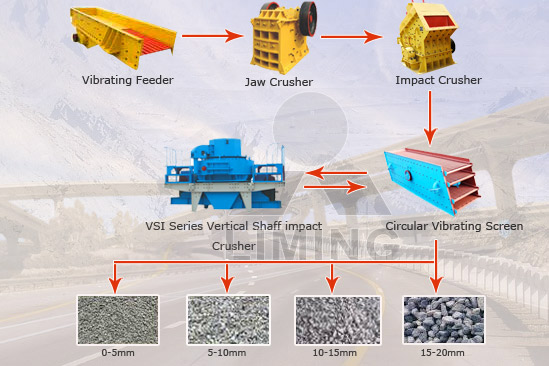 Vibrating Feeder
Jaw Crusher
Impact Crusher
VSI Series Vertical Shaff impact
Crusher
Circular Vibrating Screen
LIMING
0-5mm
5-10mm
10-15mm
15-20mm